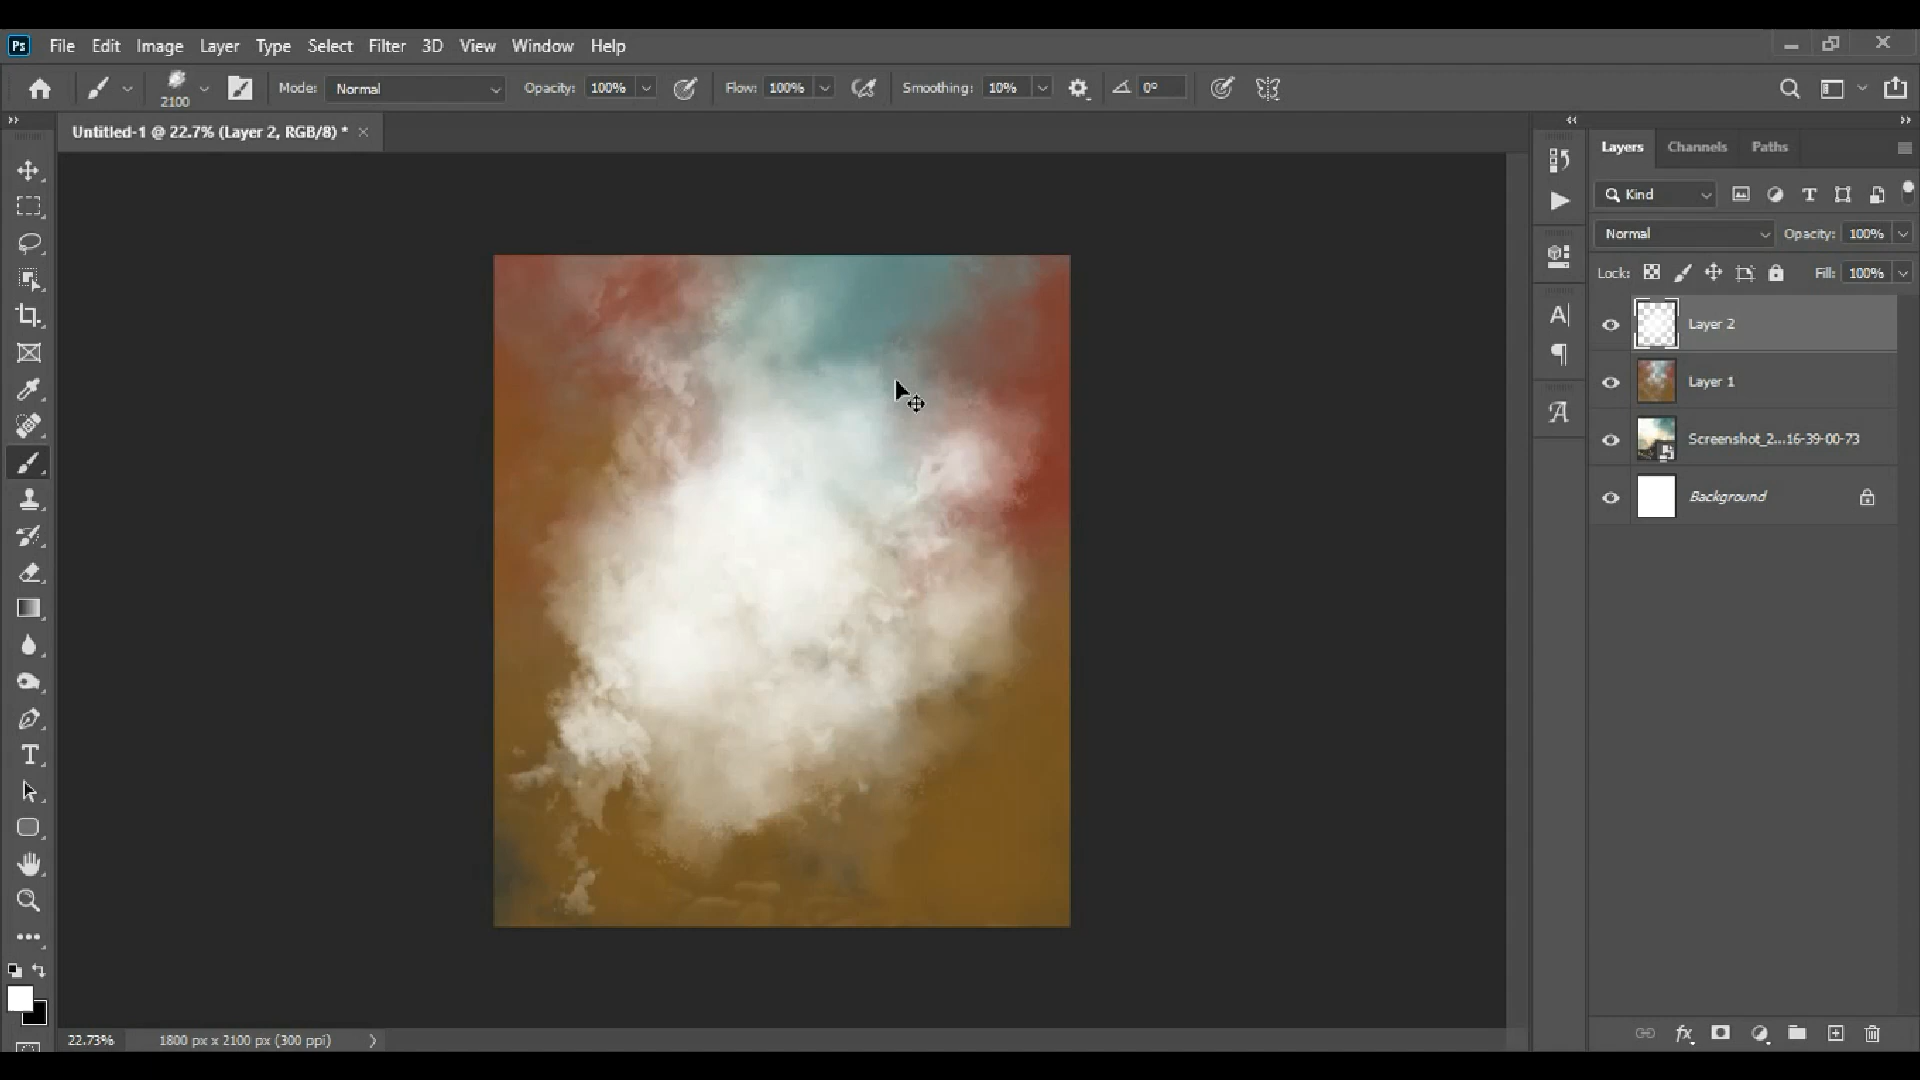 Ps File Edit Image Layer Type Select Filter 3D View Window Help
2100 Mode: Normal Opacity: 100% Flow: 100% Smoothing: 10% 0°
Untitled-1 @ 22.7% (Layer 2, RGB/8) *
Layers Channels Paths
Kind
Normal Opacity: 100%
Lock: Fill: 100%
Layer 2
Layer 1
Screenshot_2...16-39-00-73
Background
22.73% 1800 px x 2100 px (300 ppi)